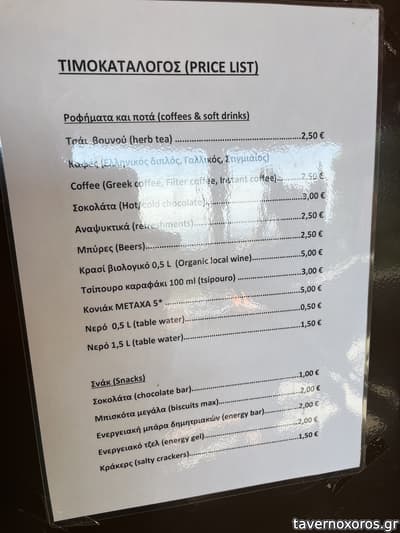 ΤΙΜΟΚΑΤΑΛΟΓΟΣ (PRICE LIST)
Ροφήματα και ποτά (coffees & soft drinks)
Τσάι βουνού (herb tea) ........................................2,50 €
Καφές (Ελληνικός διπλός, Γαλλικός, Στιγμιαίος)
Coffee (Greek coffee, Filter coffee, Instant coffee)......2,50 €
Σοκολάτα (Hot/cold chocolate)................................3,00 €
Αναψυκτικά (refreshments)....................................2,50 €
Μπύρες (Beers)..................................................2,50 €
Κρασί βιολογικό 0,5 L (Organic local wine)...............5,00 €
Τσίπουρο καραφάκι 100 ml (tsipouro)......................3,00 €
Κονιάκ METAXA 5*..............................................5,00 €
Νερό 0,5 L (table water)......................................0,50 €
Νερό 1,5 L (table water)......................................1,50 €
Σνάκ (Snacks)
Σοκολάτα (chocolate bar)......................................1,00 €
Μπισκότα μεγάλα (biscuits max)..............................2,00 €
Ενεργειακή μπάρα δημητριακών (energy bar)...............2,00 €
Ενεργειακό τζελ (energy gel)..................................2,00 €
Κράκερς (salty crackers).......................................1,50 €
tavernoxoros.gr